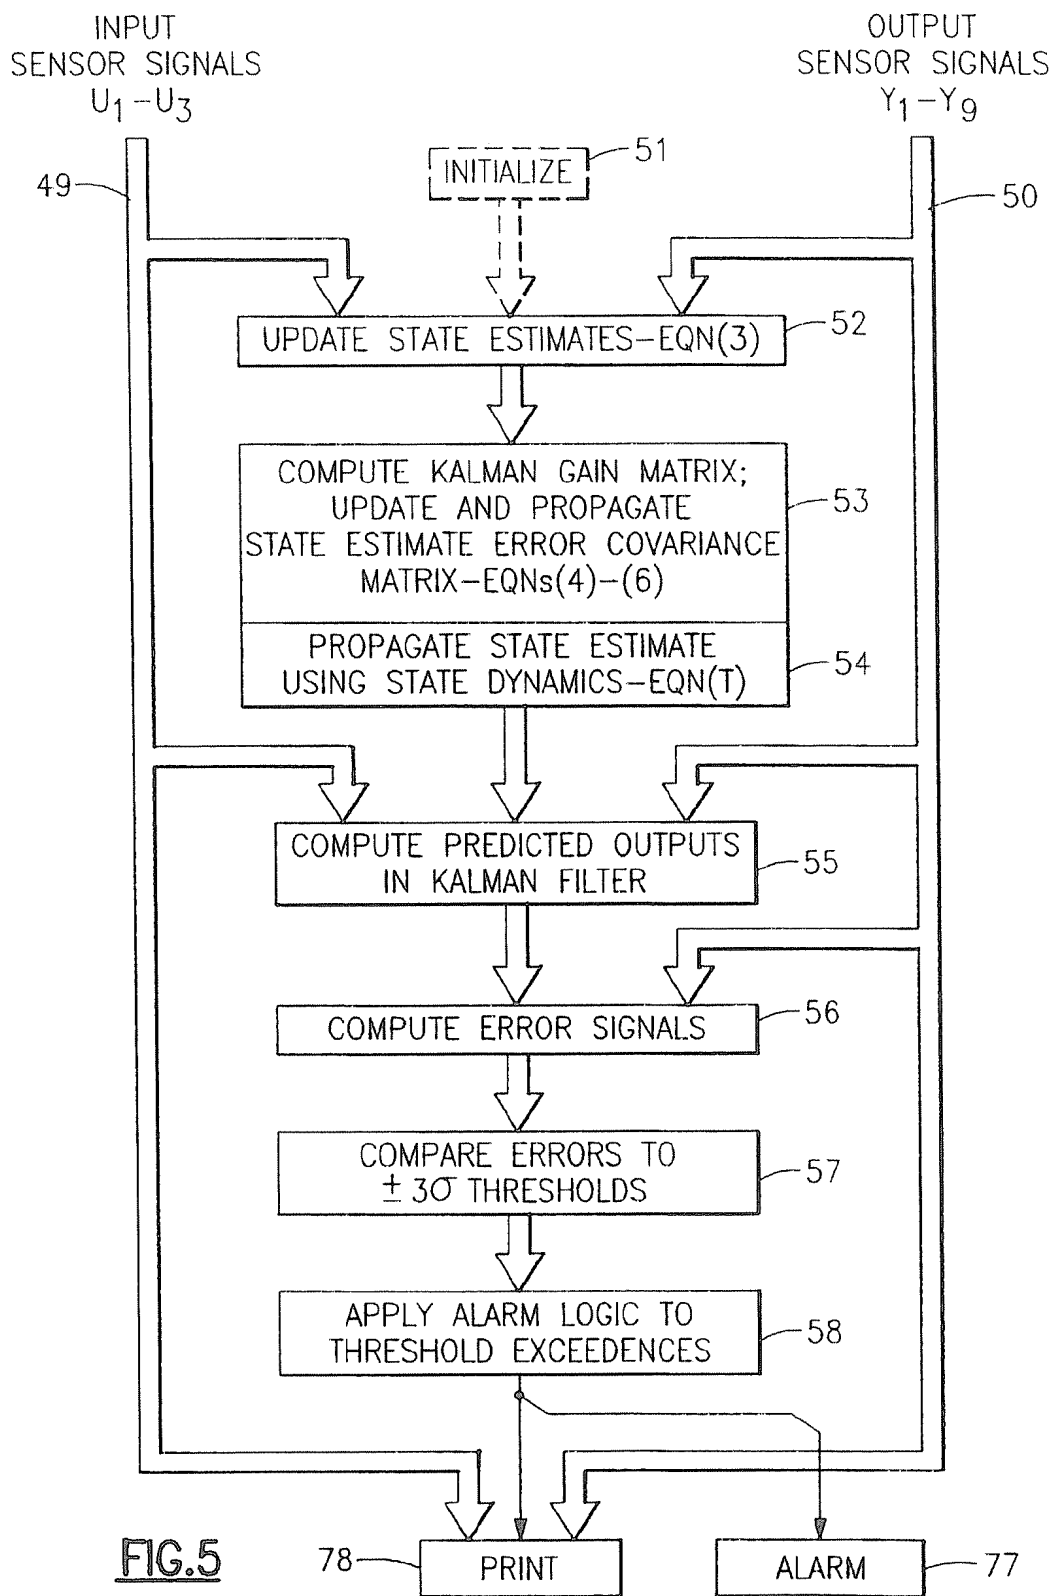 INPUT
SENSOR SIGNALS
U1-U3
OUTPUT
SENSOR SIGNALS
Y1-Y9
49
INITIALIZE
51
50
UPDATE STATE ESTIMATES-EQN(3)
52
COMPUTE KALMAN GAIN MATRIX;
UPDATE AND PROPAGATE
STATE ESTIMATE ERROR COVARIANCE
MATRIX-EQNs(4)-(6)
53
PROPAGATE STATE ESTIMATE
USING STATE DYNAMICS-EQN(T)
54
COMPUTE PREDICTED OUTPUTS
IN KALMAN FILTER
55
COMPUTE ERROR SIGNALS
56
COMPARE ERRORS TO
± 3σ THRESHOLDS
57
APPLY ALARM LOGIC TO
THRESHOLD EXCEEDENCES
58
FIG.5
78
PRINT
ALARM
77